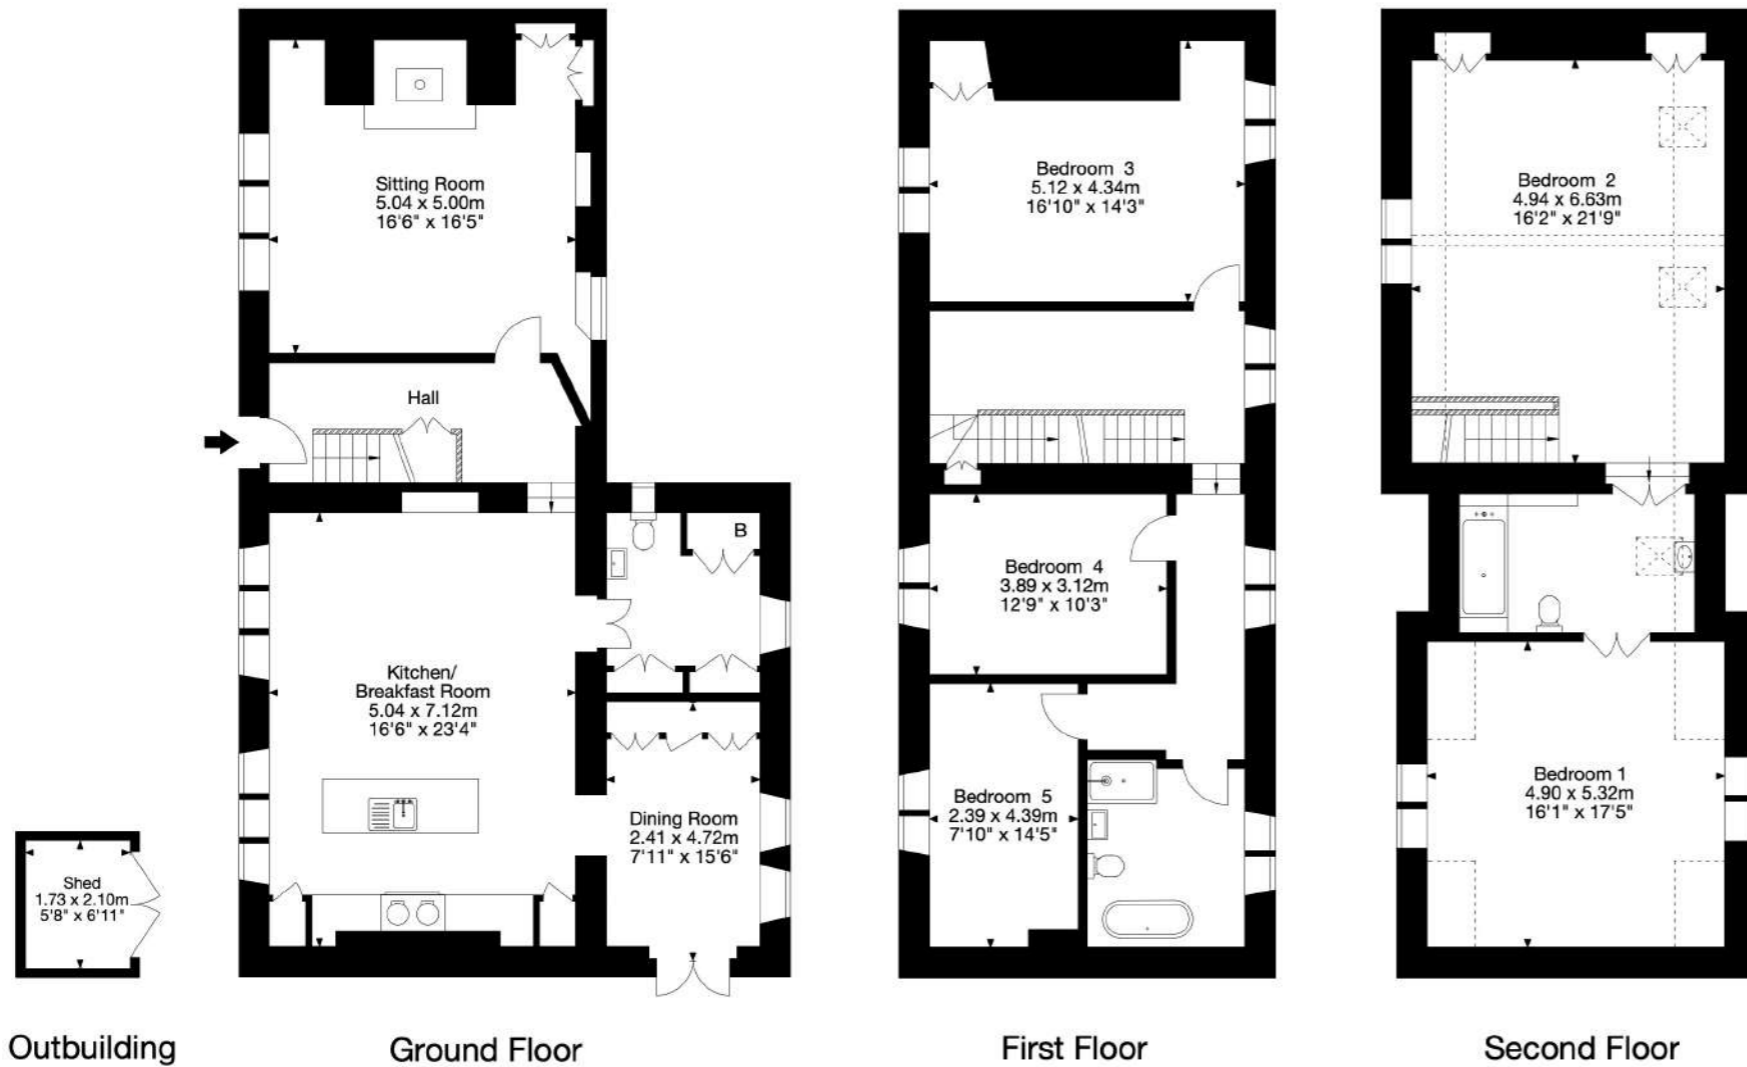 Sitting Room
5.04 x 5.00m
16'6" x 16'5"
Hall
B
Kitchen/
Breakfast Room
5.04 x 7.12m
16'6" x 23'4"
Dining Room
2.41 x 4.72m
7'11" x 15'6"
Shed
1.73 x 2.10m
5'8" x 6'11"
Bedroom 3
5.12 x 4.34m
16'10" x 14'3"
Bedroom 4
3.89 x 3.12m
12'9" x 10'3"
Bedroom 5
2.39 x 4.39m
7'10" x 14'5"
Bedroom 2
4.94 x 6.63m
16'2" x 21'9"
Bedroom 1
4.90 x 5.32m
16'1" x 17'5"
Outbuilding
Ground Floor
First Floor
Second Floor